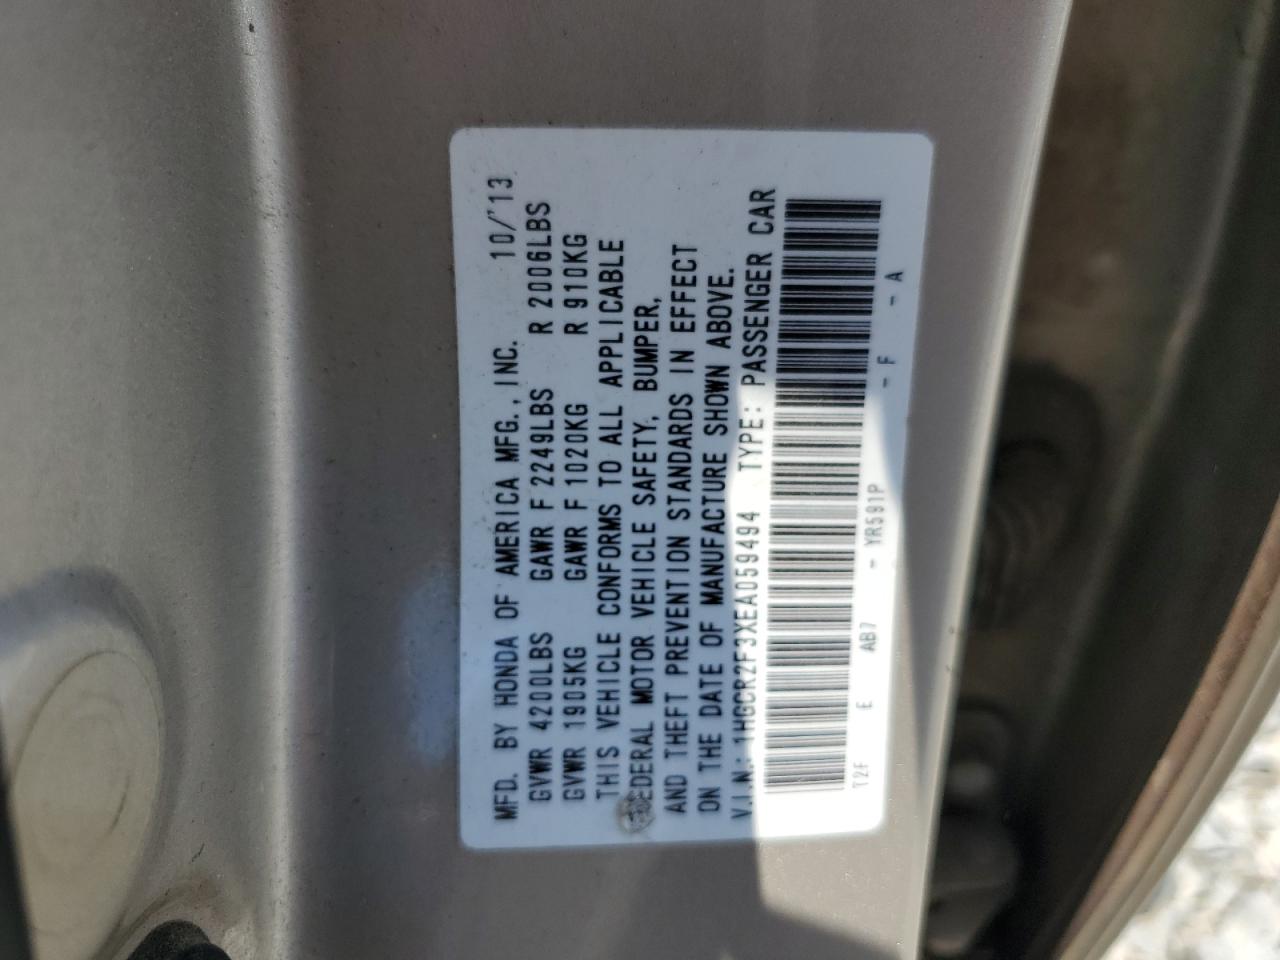 MFD. BY HONDA OF AMERICA MFG., INC. 10/'13
GVWR 4200LBS GAWR F 2249LBS R 2006LBS
GVWR 1905KG GAWR F 1020KG R 910KG
THIS VEHICLE CONFORMS TO ALL APPLICABLE
FEDERAL MOTOR VEHICLE SAFETY, BUMPER,
AND THEFT PREVENTION STANDARDS IN EFFECT
ON THE DATE OF MANUFACTURE SHOWN ABOVE.
V.I.N.: 1HGCR2F3XEA059494 TYPE: PASSENGER CAR
T2F E AB7 - YR591P - F - A